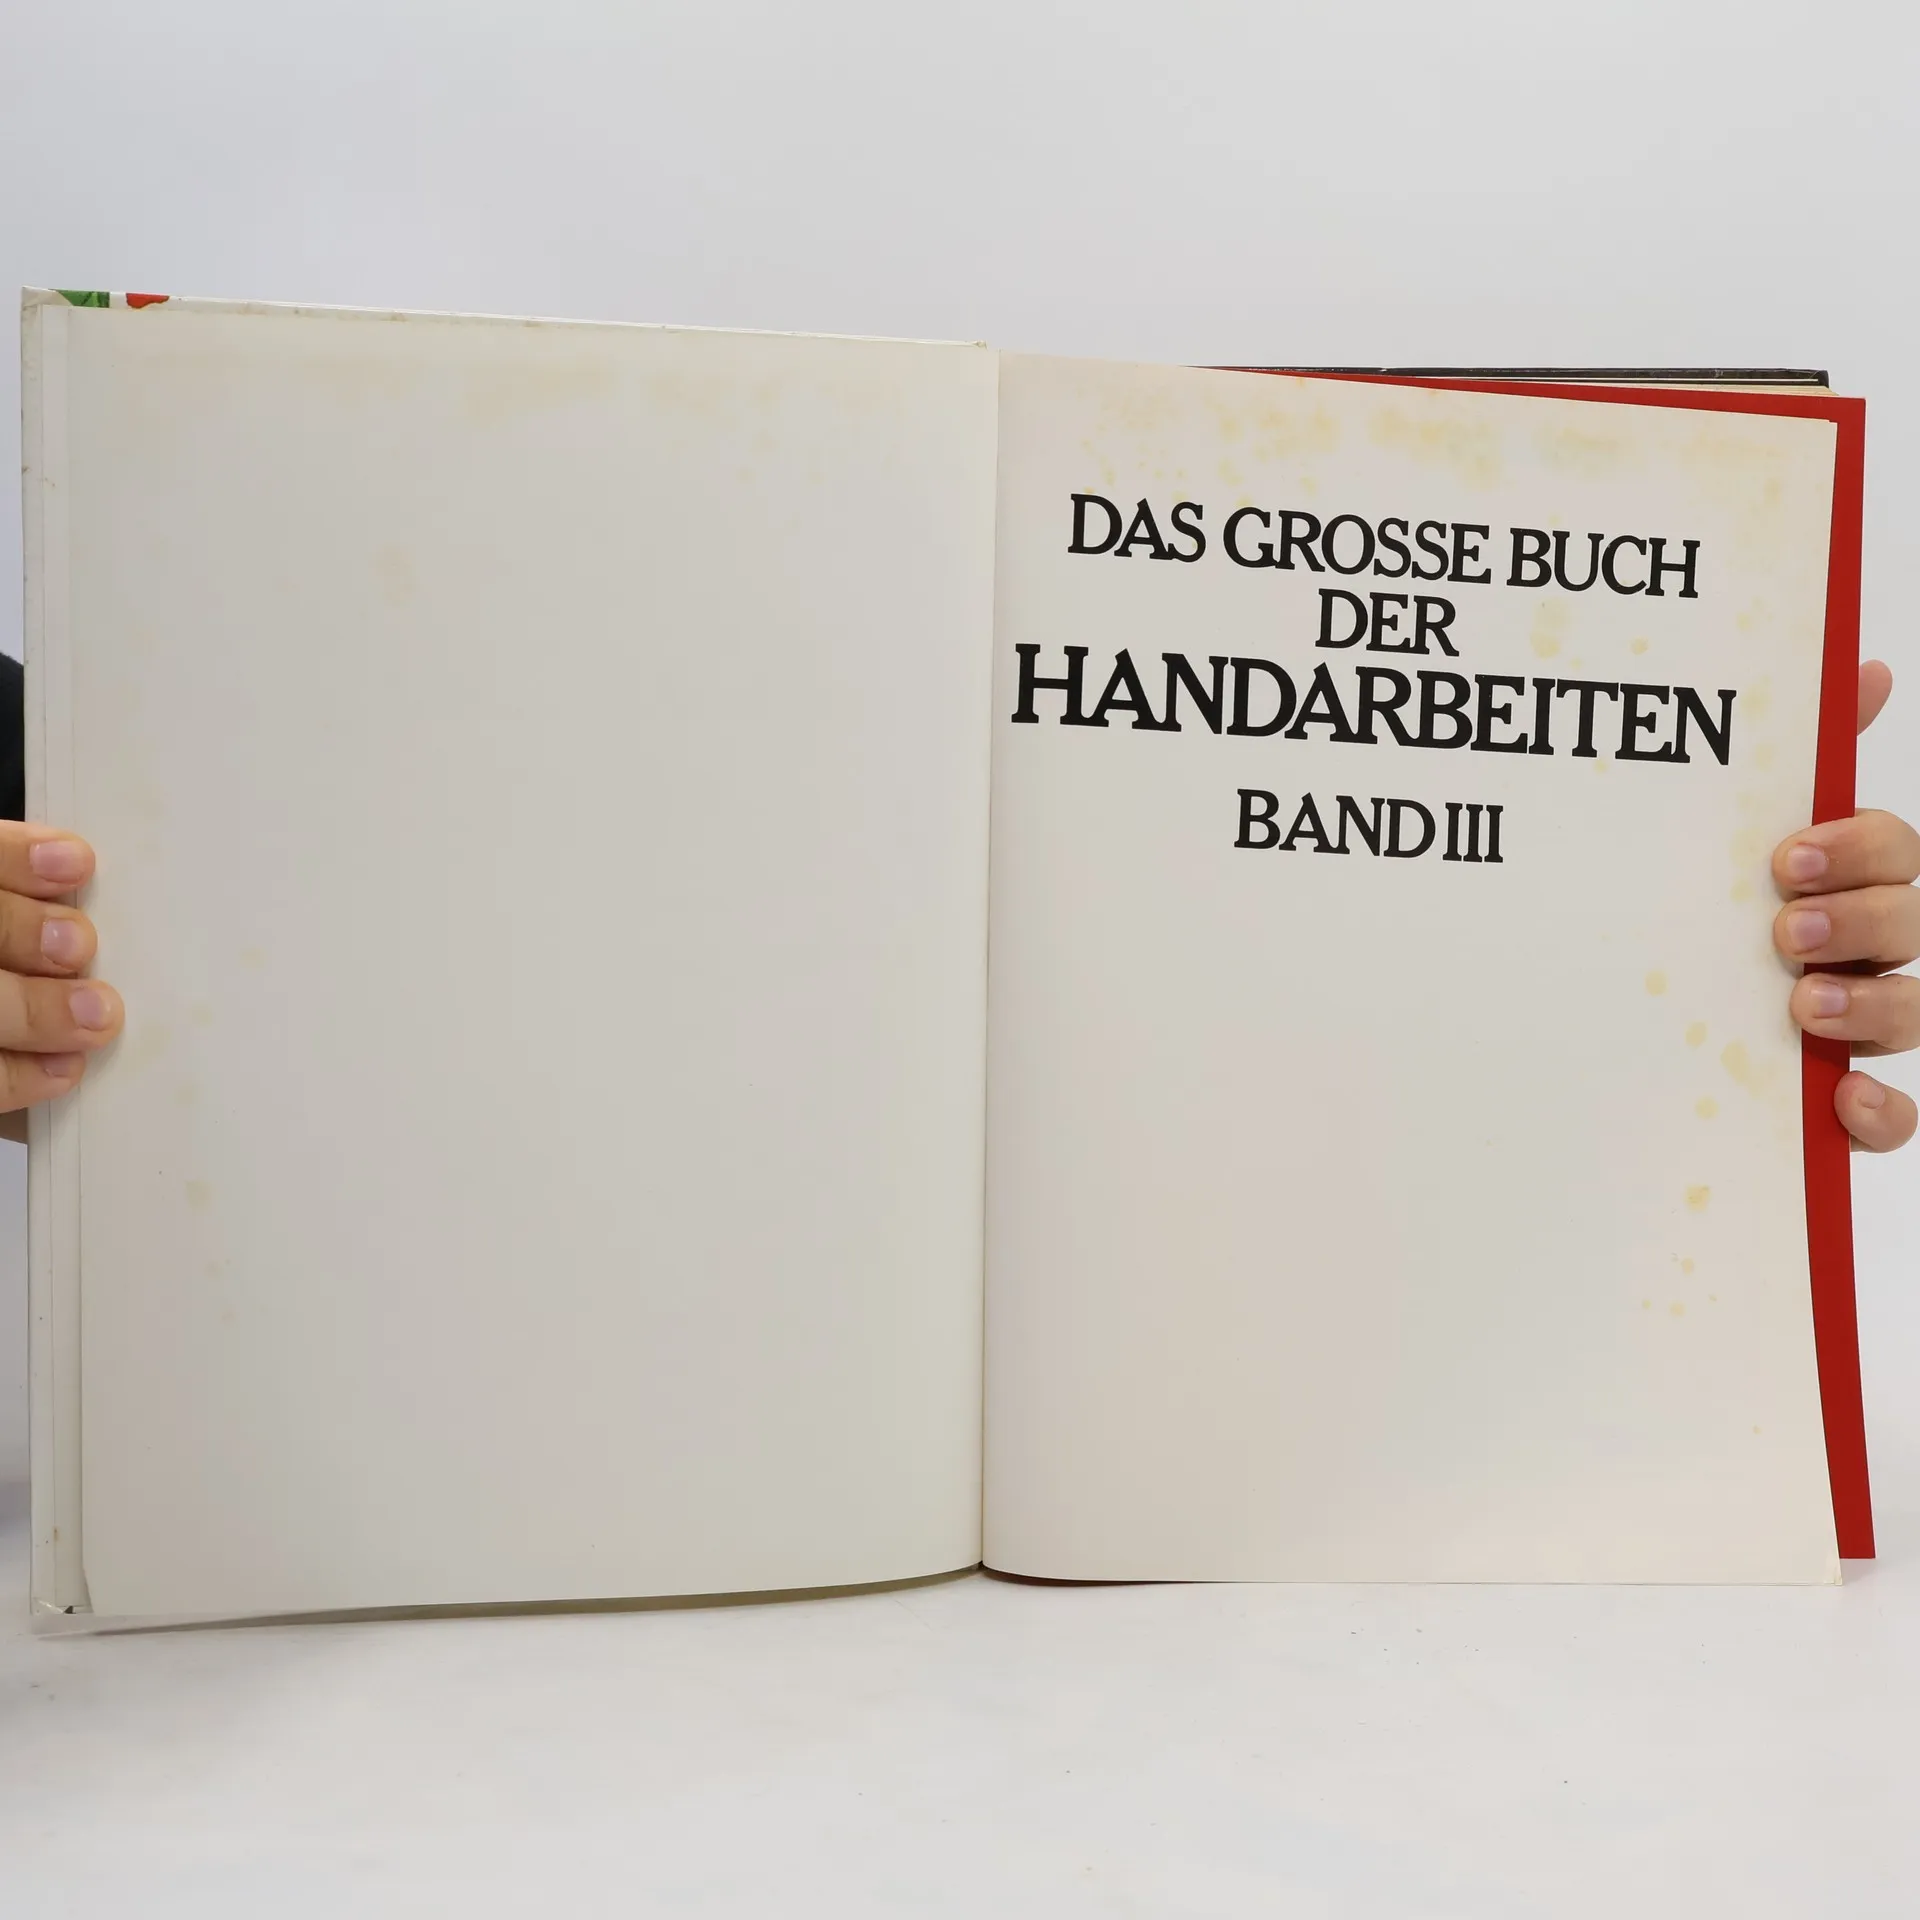 DAS GROSSE BUCH
DER
HANDARBEITEN
BAND III